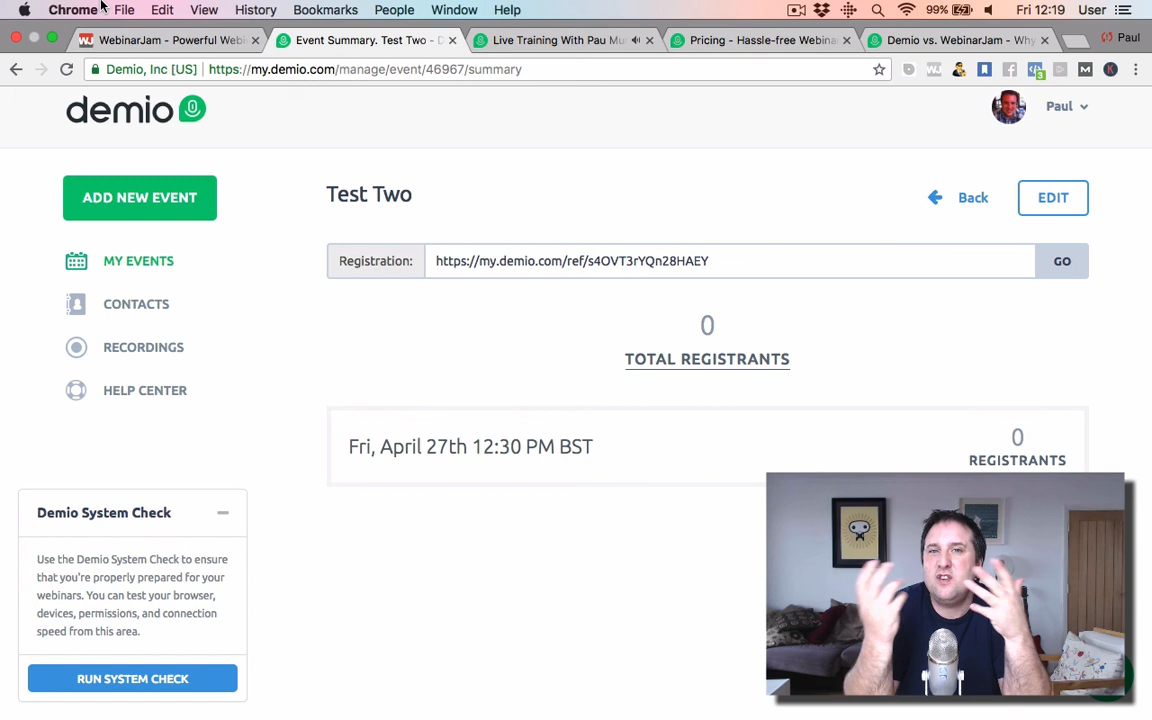 Chrome File Edit View History Bookmarks People Window Help 99% Fri 12:19 User
WebinarJam - Powerful Webi Event Summary. Test Two - D Live Training With Pau Mu Pricing - Hassle-free Webina Demio vs. WebinarJam - Why Paul
Demio, Inc [US] https://my.demio.com/manage/event/46967/summary
demio
Paul
ADD NEW EVENT
Test Two
Back
EDIT
MY EVENTS
Registration: https://my.demio.com/ref/s4OVT3rYQn28HAEY GO
CONTACTS
0
TOTAL REGISTRANTS
RECORDINGS
HELP CENTER
Fri, April 27th 12:30 PM BST
0
REGISTRANTS
Demio System Check
Use the Demio System Check to ensure
that you're properly prepared for your
webinars. You can test your browser,
devices, permissions, and connection
speed from this area.
RUN SYSTEM CHECK